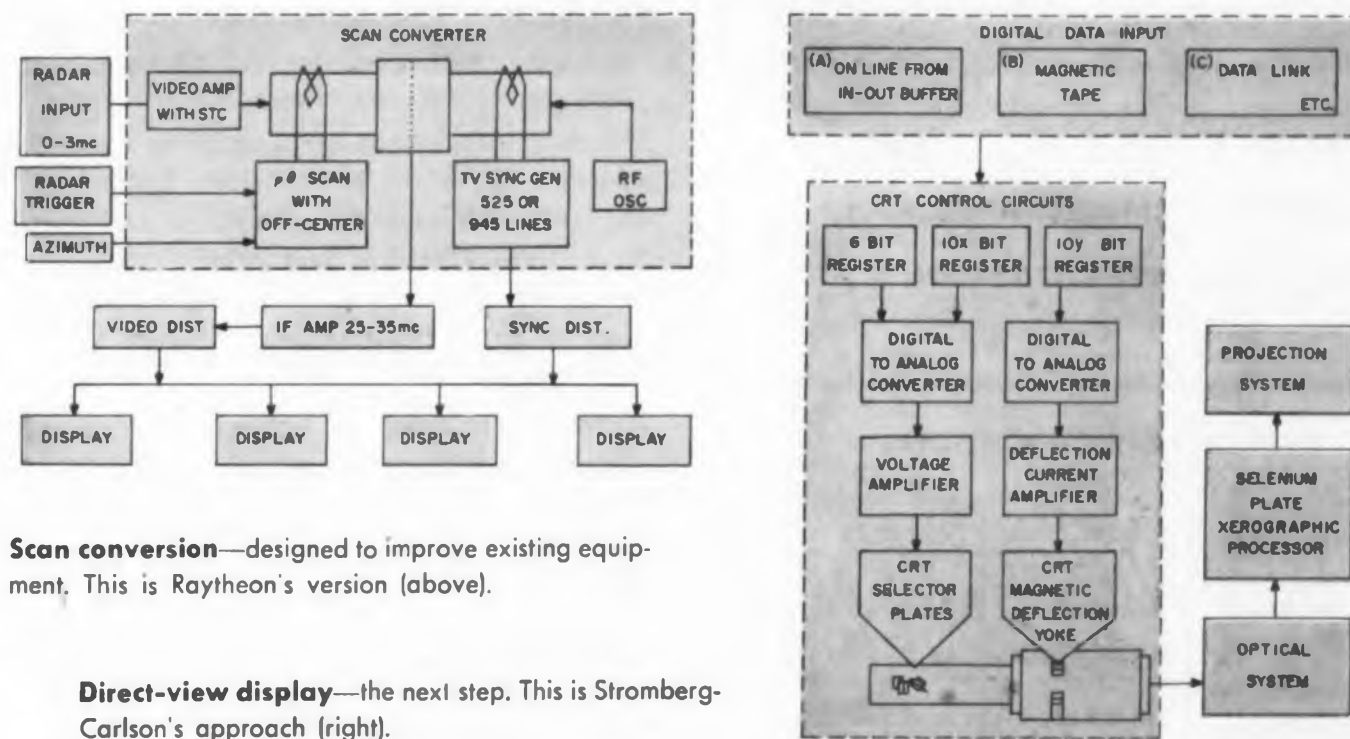 SCAN CONVERTER
RADAR
INPUT
0-3mc
VIDEO AMP
WITH STC
RADAR
TRIGGER
AZIMUTH
ρθ SCAN
WITH
OFF-CENTER
TV SYNC GEN
525 OR
945 LINES
RF
OSC
VIDEO DIST
IF AMP 25-35mc
SYNC DIST.
DISPLAY
DISPLAY
DISPLAY
DISPLAY
Scan conversion—designed to improve existing equip-
ment. This is Raytheon's version (above).
Direct-view display—the next step. This is Stromberg-
Carlson's approach (right).
DIGITAL DATA INPUT
(A) ON LINE FROM
IN-OUT BUFFER
(B) MAGNETIC
TAPE
(C) DATA LINK
ETC.
CRT CONTROL CIRCUITS
6 BIT
REGISTER
10x BIT
REGISTER
10y BIT
REGISTER
DIGITAL
TO ANALOG
CONVERTER
DIGITAL
TO ANALOG
CONVERTER
VOLTAGE
AMPLIFIER
DEFLECTION
CURRENT
AMPLIFIER
CRT
SELECTOR
PLATES
CRT
MAGNETIC
DEFLECTION
YOKE
PROJECTION
SYSTEM
SELENIUM
PLATE
XEROGRAPHIC
PROCESSOR
OPTICAL
SYSTEM